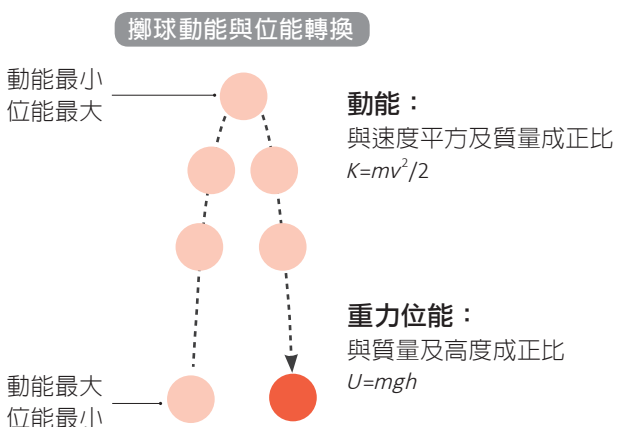 擲球動能與位能轉換
動能最小
位能最大
動能：
與速度平方及質量成正比
K=mv²/2
重力位能：
與質量及高度成正比
U=mgh
動能最大
位能最小